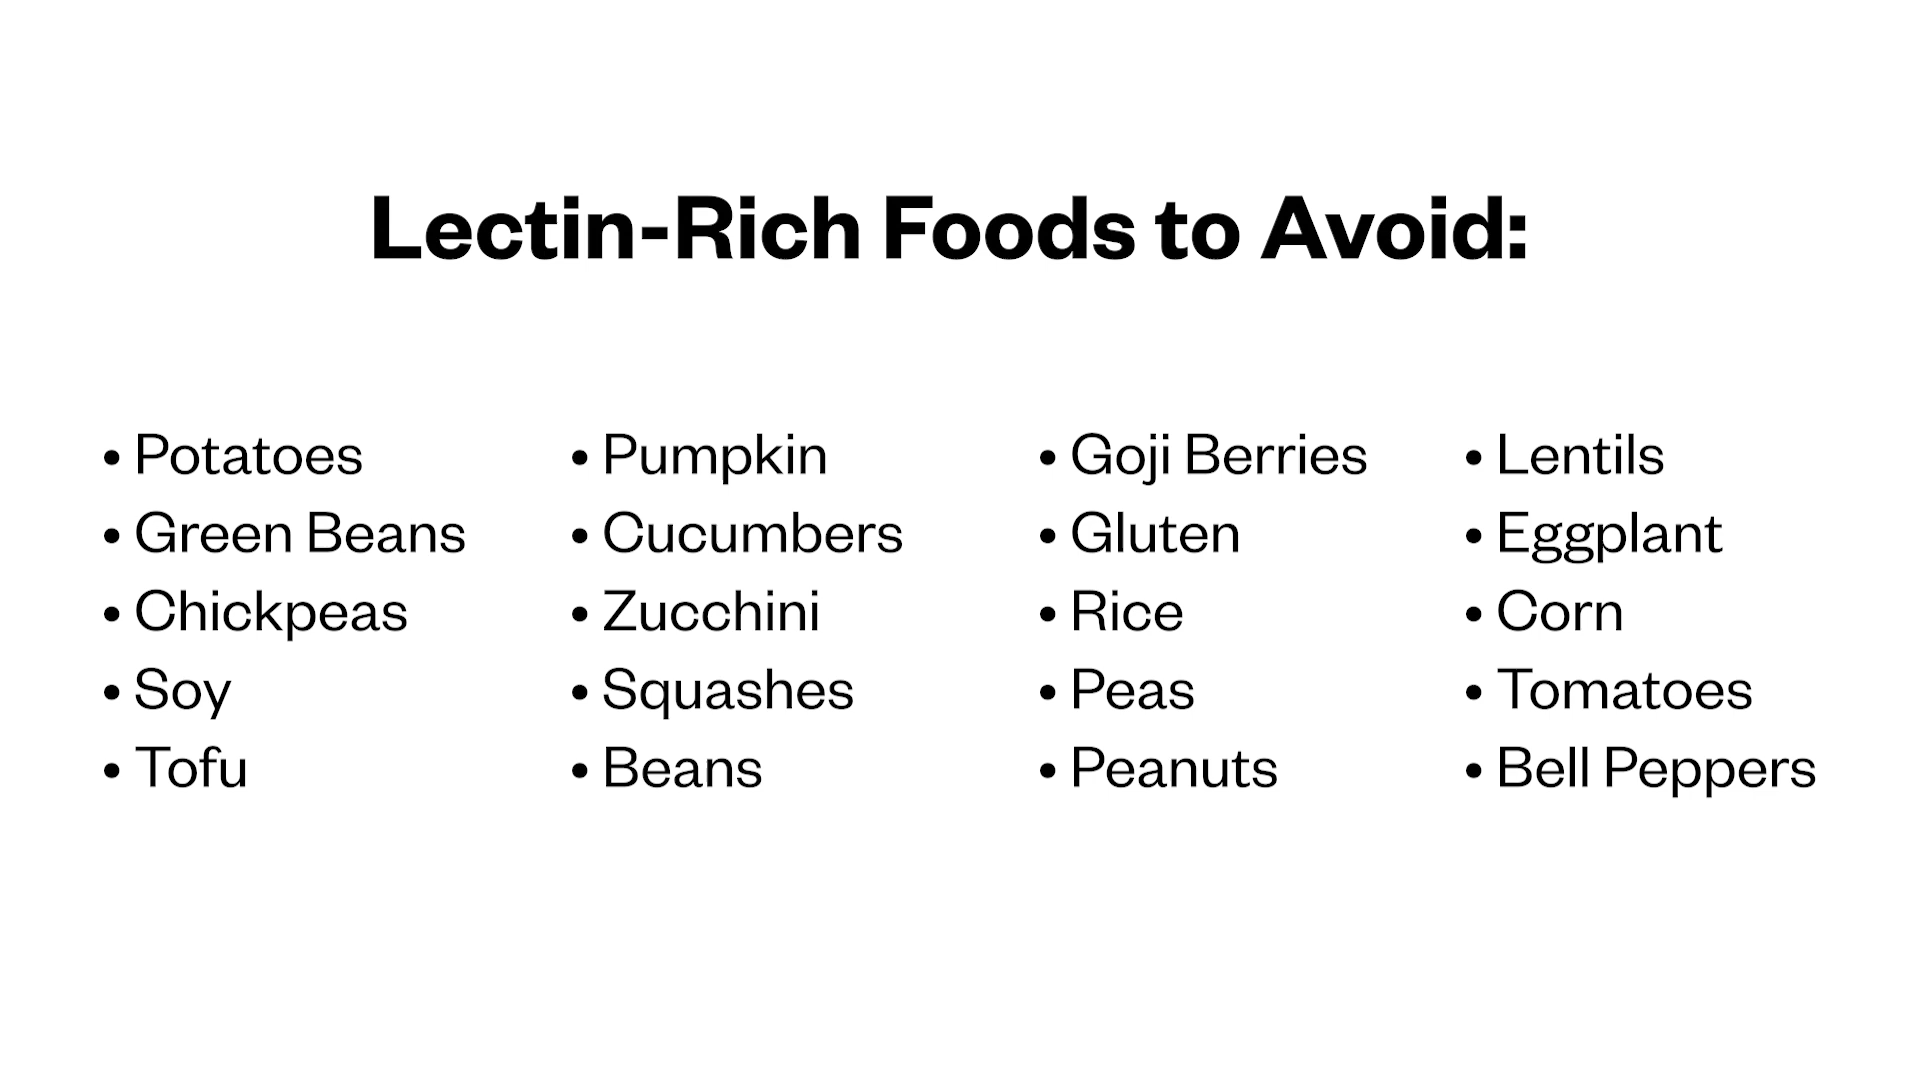 Lectin-Rich Foods to Avoid:
• Potatoes
• Green Beans
• Chickpeas
• Soy
• Tofu
• Pumpkin
• Cucumbers
• Zucchini
• Squashes
• Beans
• Goji Berries
• Gluten
• Rice
• Peas
• Peanuts
• Lentils
• Eggplant
• Corn
• Tomatoes
• Bell Peppers